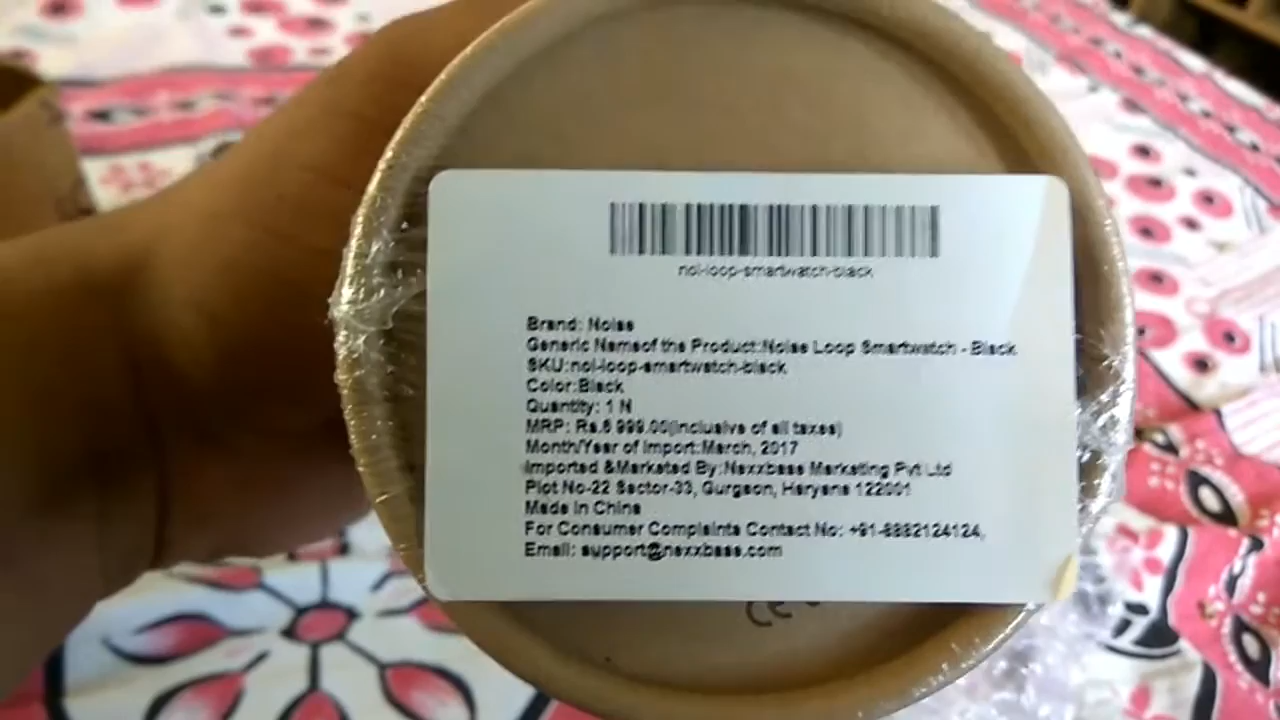 noi-loop-smartwatch-black
Brand: Noise
Generic Nameof the Product:Noise Loop Smartwatch - Black
SKU:noi-loop-smartwatch-black
Color:Black
Quantity: 1 N
MRP: Rs.6 999.00(inclusive of all taxes)
Month/Year of Import:March, 2017
Imported &Marketed By:Nexxbase Marketing Pvt Ltd
Plot No-22 Sector-33, Gurgaon, Haryana 122001
Made in China
For Consumer Complaints Contact No: +91-8882124124,
Email: support@nexxbase.com
CE